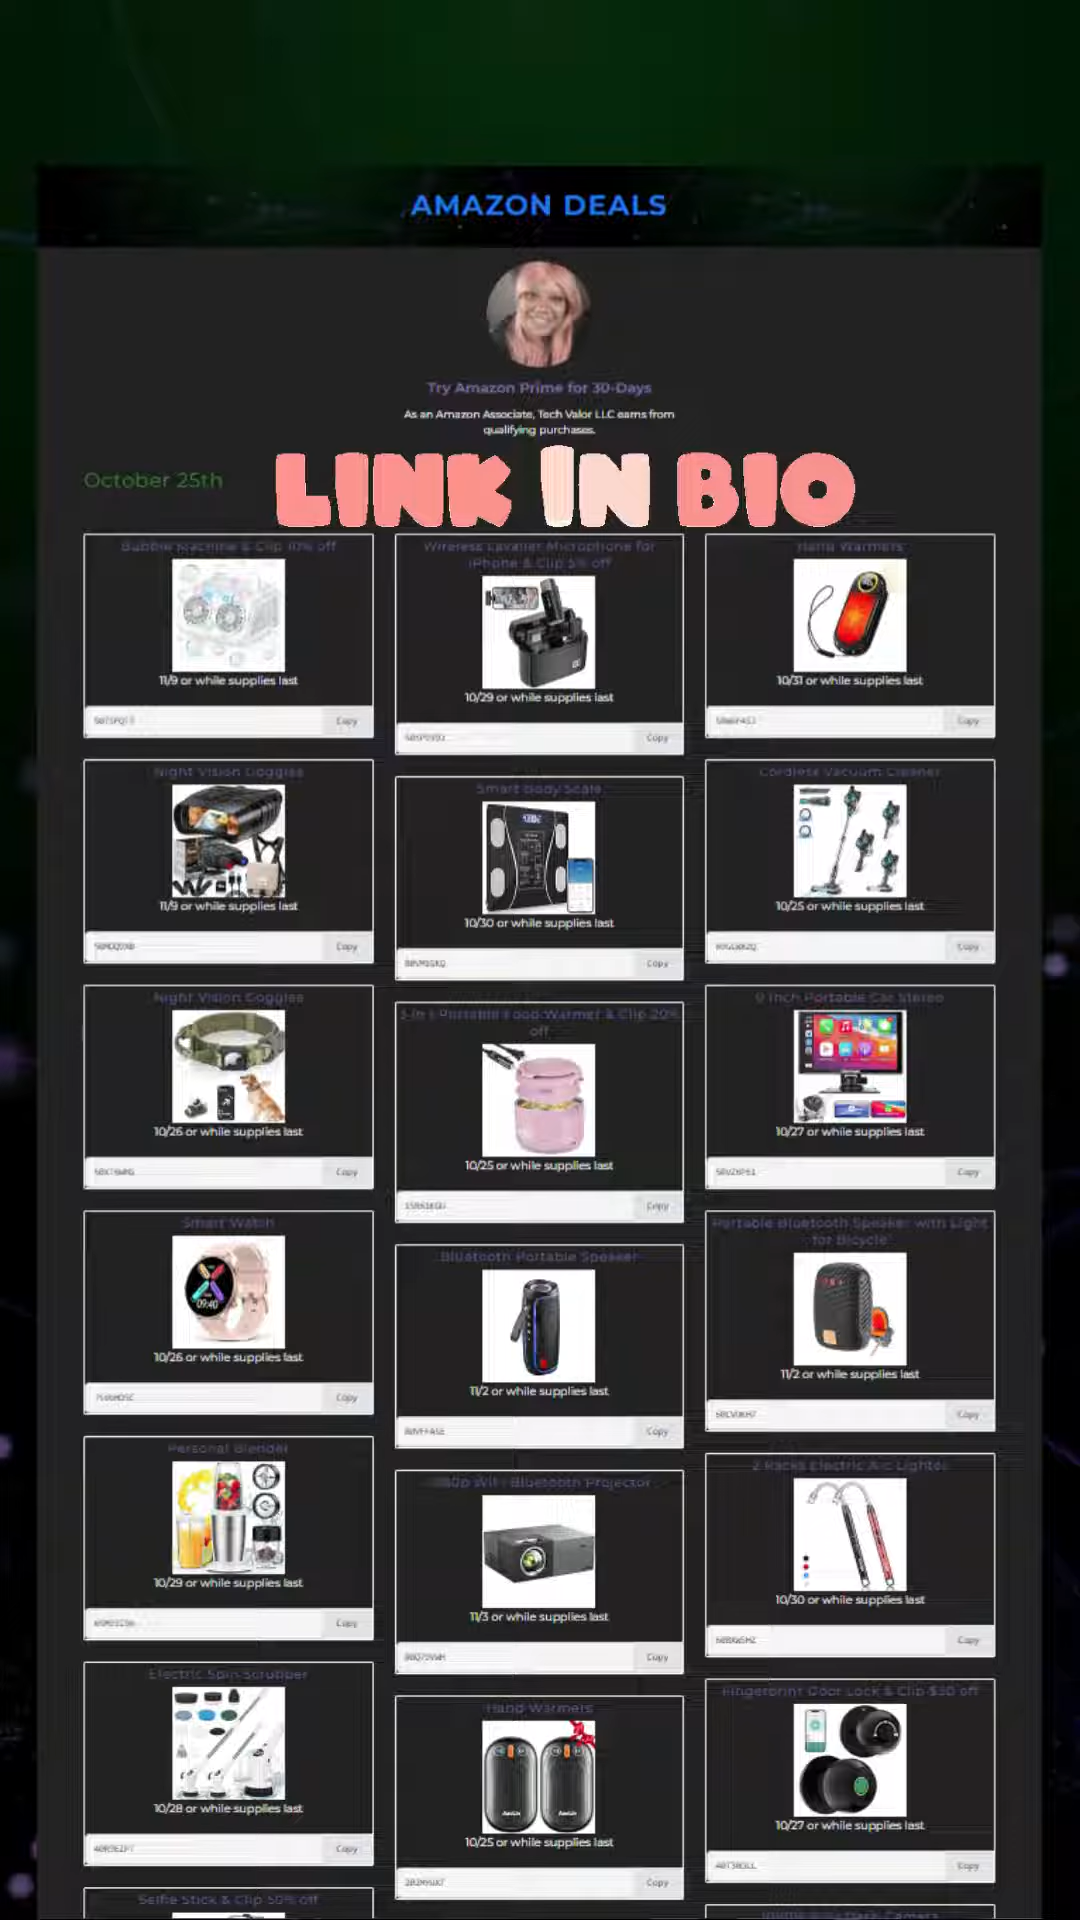 AMAZON DEALS
Try Amazon Prime for 30-Days
As an Amazon Associate, Tech Valor LLC earns from
qualifying purchases.
October 25th
LINK IN BIO
Bubble Machine & Clip 10% off
11/9 or while supplies last
Copy
Night Vision Goggles
11/9 or while supplies last
Copy
Night Vision Goggles
10/26 or while supplies last
Copy
Smart Watch
09:40
10/26 or while supplies last
Copy
Personal Blender
10/29 or while supplies last
Copy
Electric Spin Scrubber
10/28 or while supplies last
Copy
Selfie Stick & Clip 50% off
Wireless Lavalier Microphone for
iPhone & Clip 5% off
10/29 or while supplies last
Copy
Smart Body Scale
10/30 or while supplies last
Copy
Portable Food Warmer & Clip 20%
off
10/25 or while supplies last
Copy
Bluetooth Portable Speaker
11/2 or while supplies last
Copy
Bluetooth Projector
11/3 or while supplies last
Copy
Hand Warmers
10/25 or while supplies last
Copy
Hand Warmers
10/31 or while supplies last
Copy
Cordless Vacuum Cleaner
10/25 or while supplies last
Copy
9 Inch Portable Car Stereo
10/27 or while supplies last
Copy
Portable Bluetooth Speaker with Light
for Bicycle
11/2 or while supplies last
Copy
2 Packs Electric Arc Lighter
10/30 or while supplies last
Copy
Fingerprint Door Lock & Clip $30 off
10/27 or while supplies last
Copy